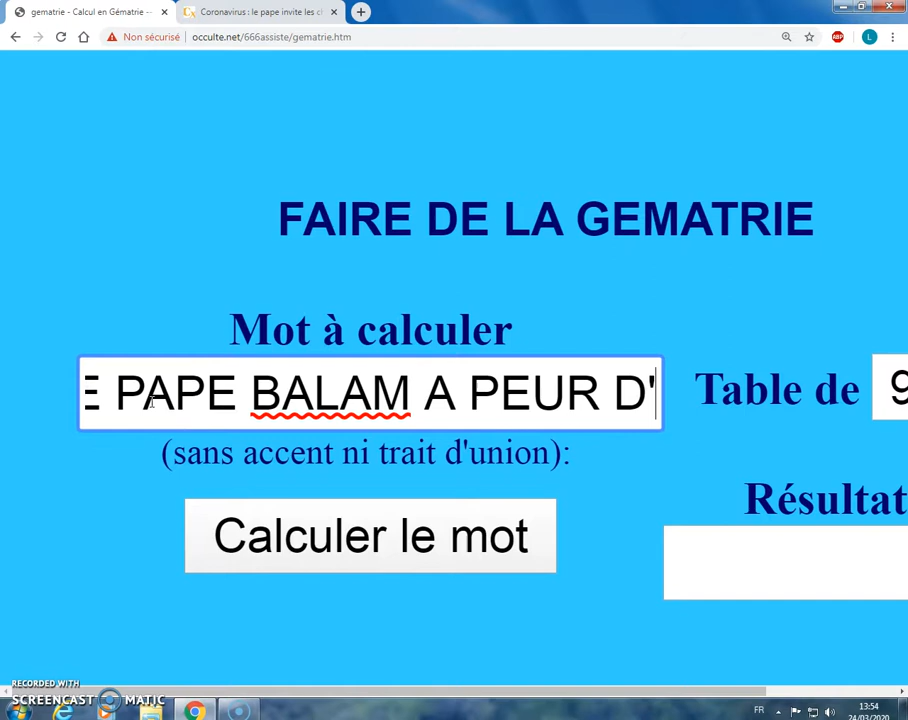 gematrie - Calcul en Gématrie -
Coronavirus : le pape invite les c
Non sécurisé
occulte.net/666assiste/gematrie.htm
ABP
L
FAIRE DE LA GEMATRIE
Mot à calculer
E PAPE BALAM A PEUR D'
Table de 9
(sans accent ni trait d'union):
Résultat
Calculer le mot
RECORDED WITH
SCREENCAST MATIC
FR
13:54
24/03/2020